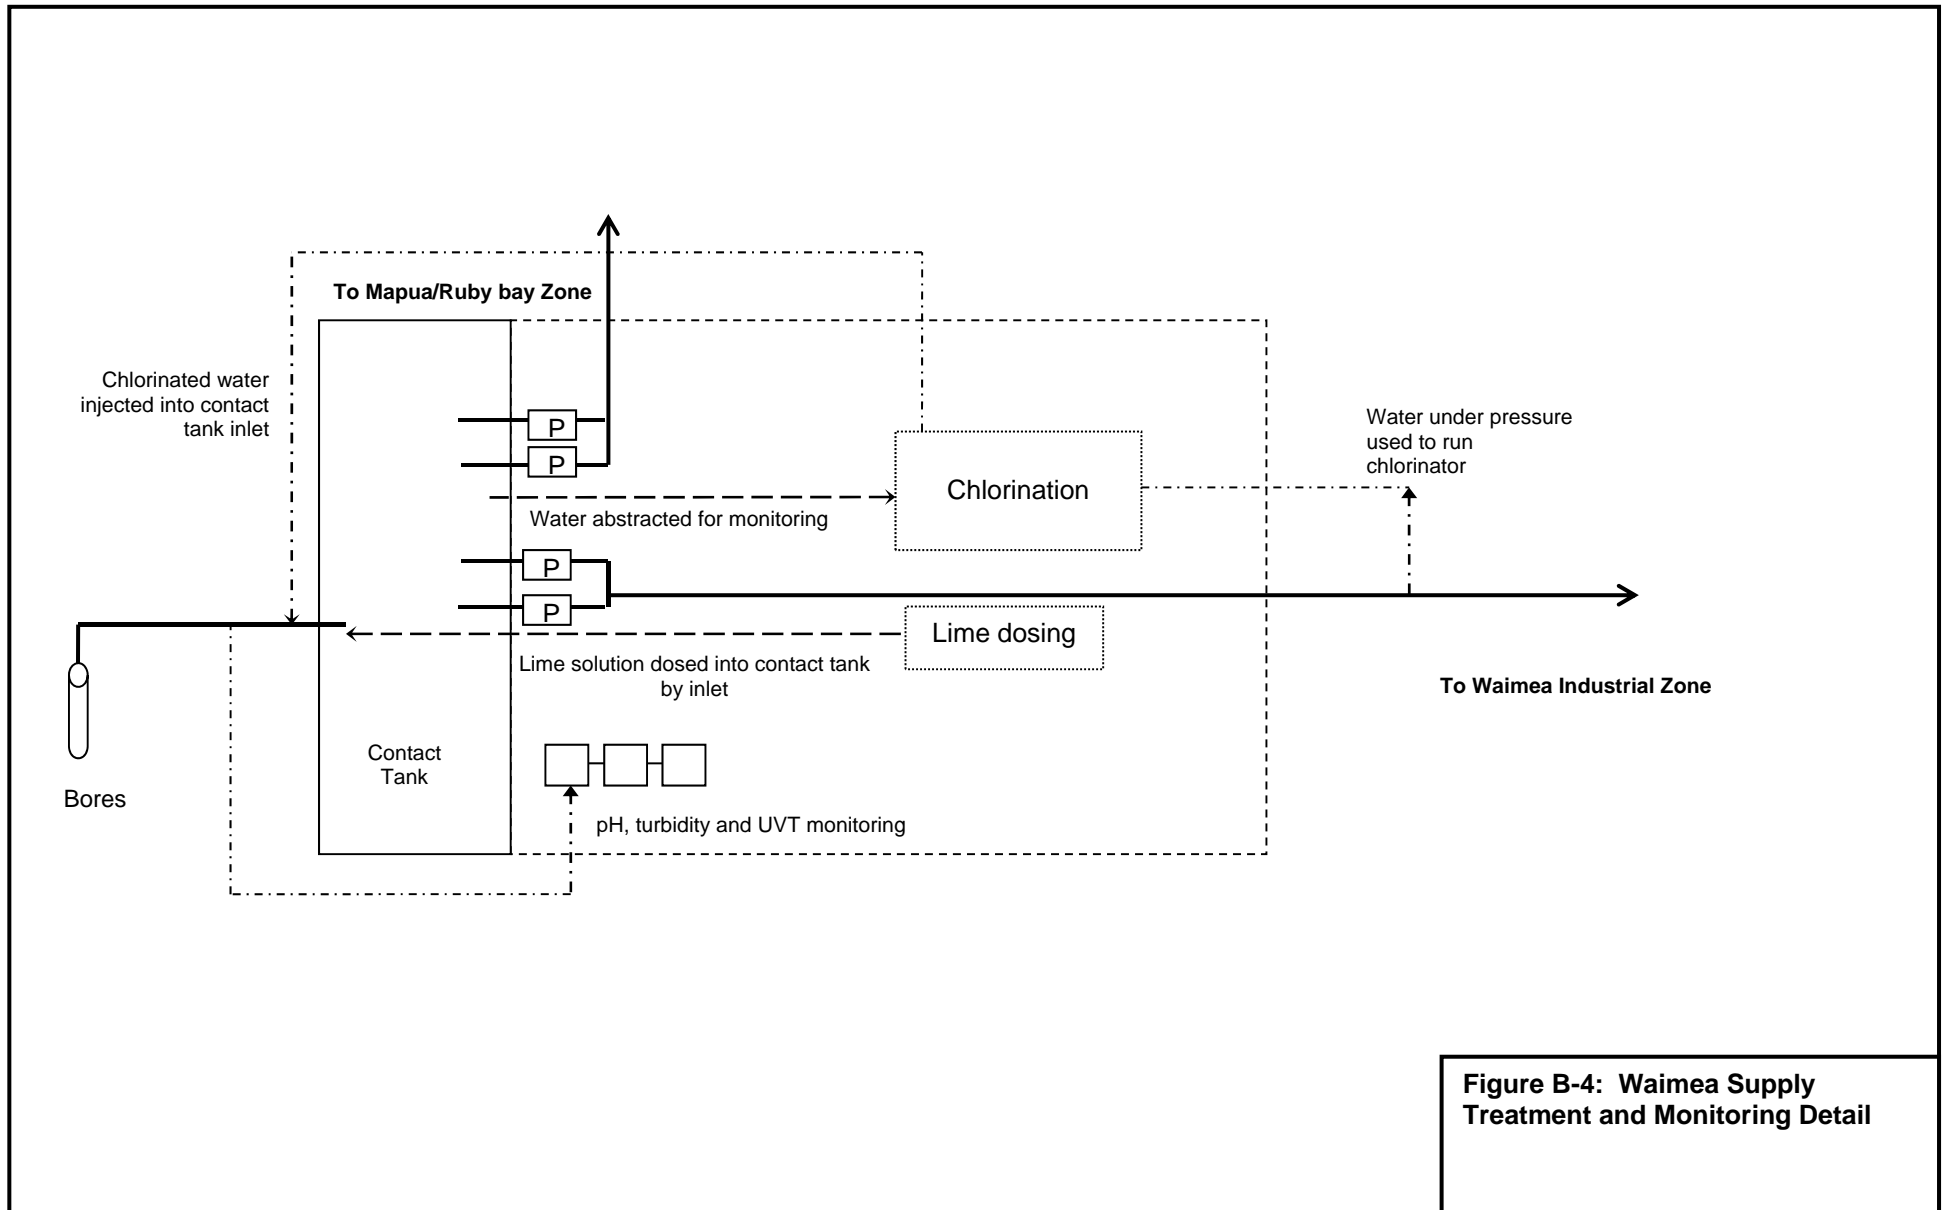 To Mapua/Ruby bay Zone
Chlorinated water
injected into contact
tank inlet
P
P
Water abstracted for monitoring
Chlorination
Water under pressure
used to run
chlorinator
P
P
Lime dosing
Lime solution dosed into contact tank
by inlet
To Waimea Industrial Zone
Contact
Tank
Bores
pH, turbidity and UVT monitoring
Figure B-4:  Waimea Supply
Treatment and Monitoring Detail